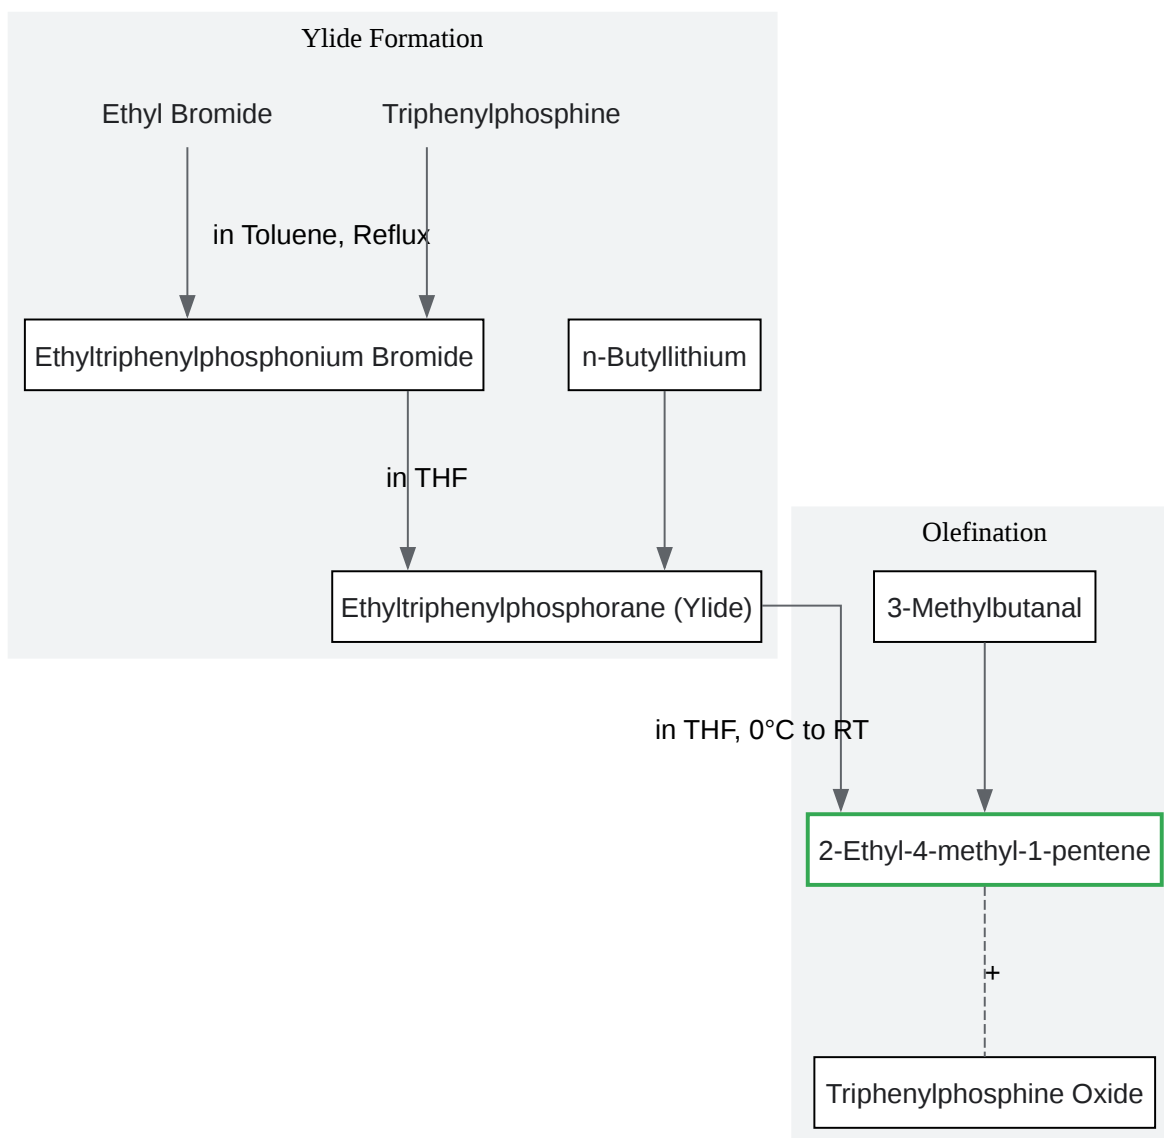 Ylide Formation
Ethyl Bromide
Triphenylphosphine
in Toluene, Reflux
Ethyltriphenylphosphonium Bromide
n-Butyllithium
in THF
Olefination
Ethyltriphenylphosphorane (Ylide)
3-Methylbutanal
in THF, 0°C to RT
2-Ethyl-4-methyl-1-pentene
+
Triphenylphosphine Oxide